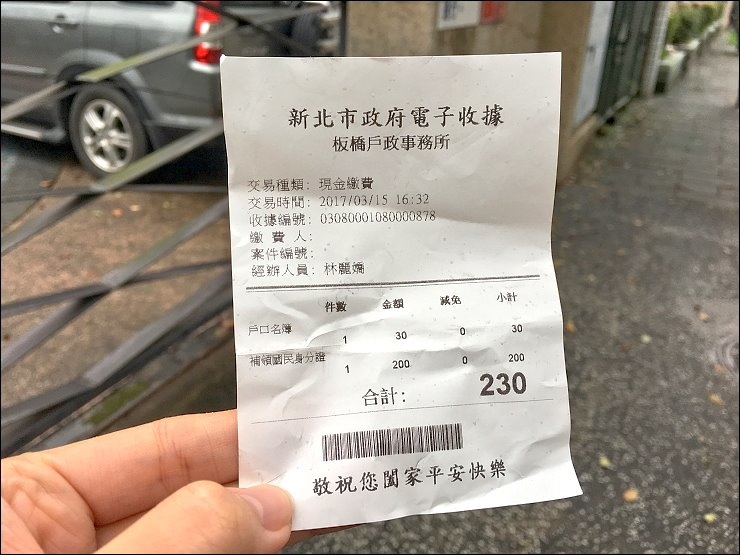 新北市政府電子收據
板橋戶政事務所
交易種類: 現金繳費
交易時間: 2017/03/15 16:32
收據編號: 03080001080000878
繳 費 人:
案件編號:
經辦人員: 林麗嬌
件數 金額 減免 小計
戶口名簿 1 30 0 30
補領國民身分證 1 200 0 200
合計: 230
敬祝您闔家平安快樂